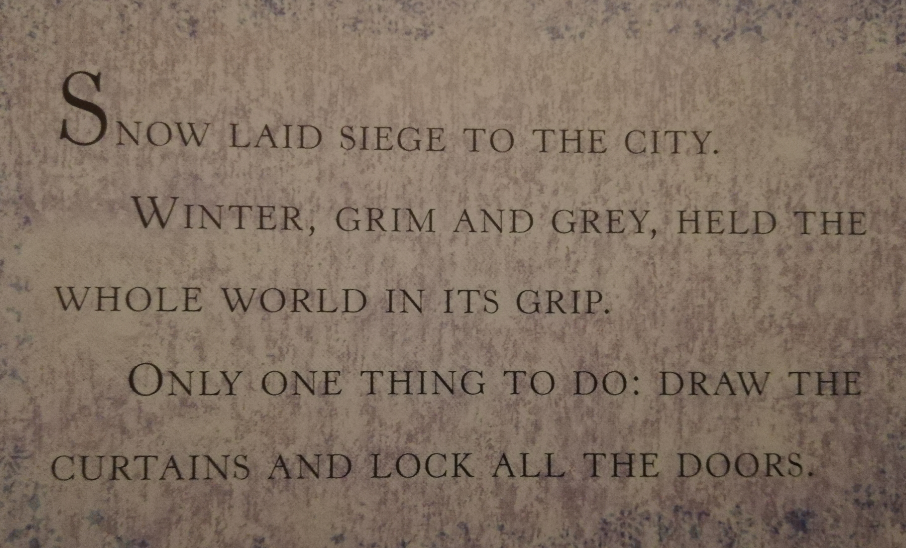 SNOW LAID SIEGE TO THE CITY.
WINTER, GRIM AND GREY, HELD THE
WHOLE WORLD IN ITS GRIP.
ONLY ONE THING TO DO: DRAW THE
CURTAINS AND LOCK ALL THE DOORS.